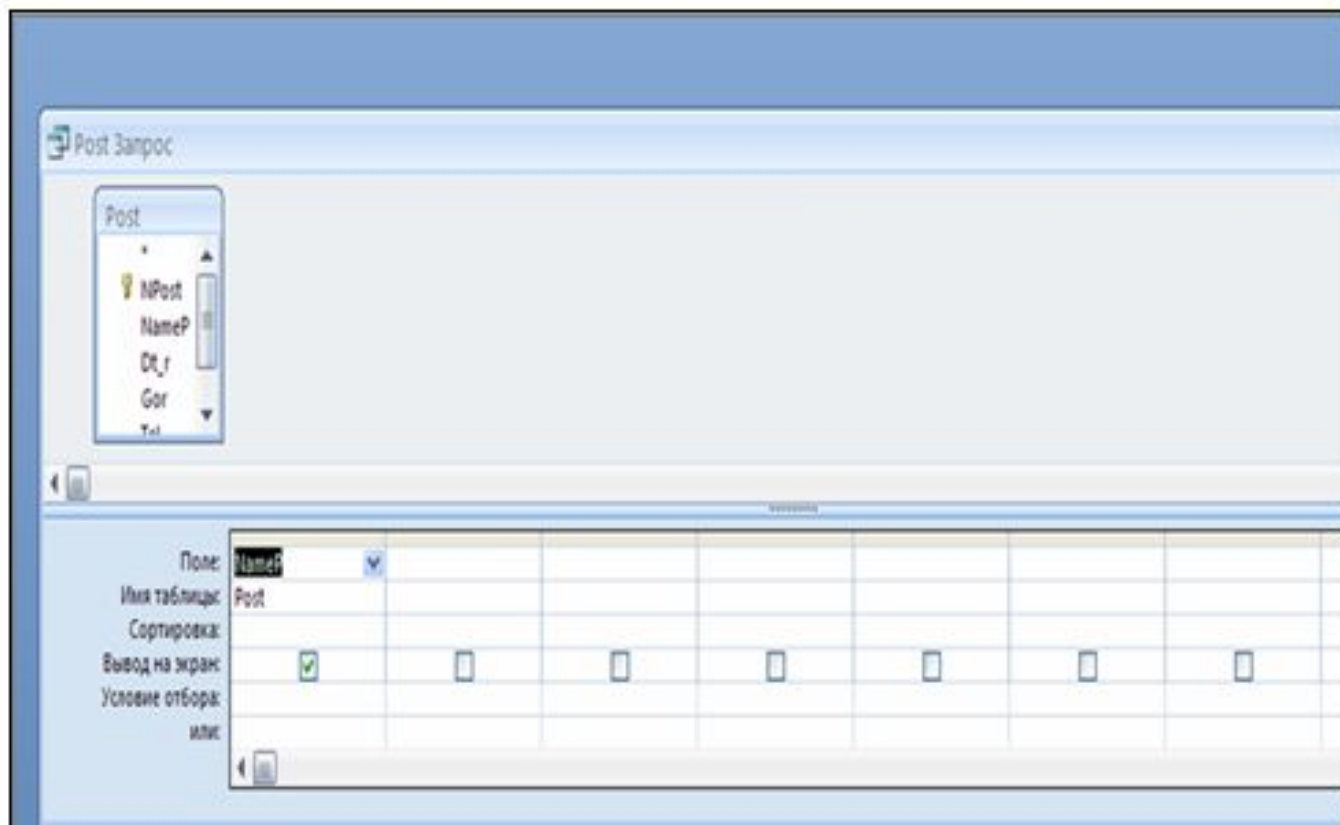 Post Запрос
Post
*
NPost
NameP
Dt_r
Gor
Поле: NameP
Имя таблицы: Post
Сортировка:
Вывод на экран:
Условие отбора:
или: